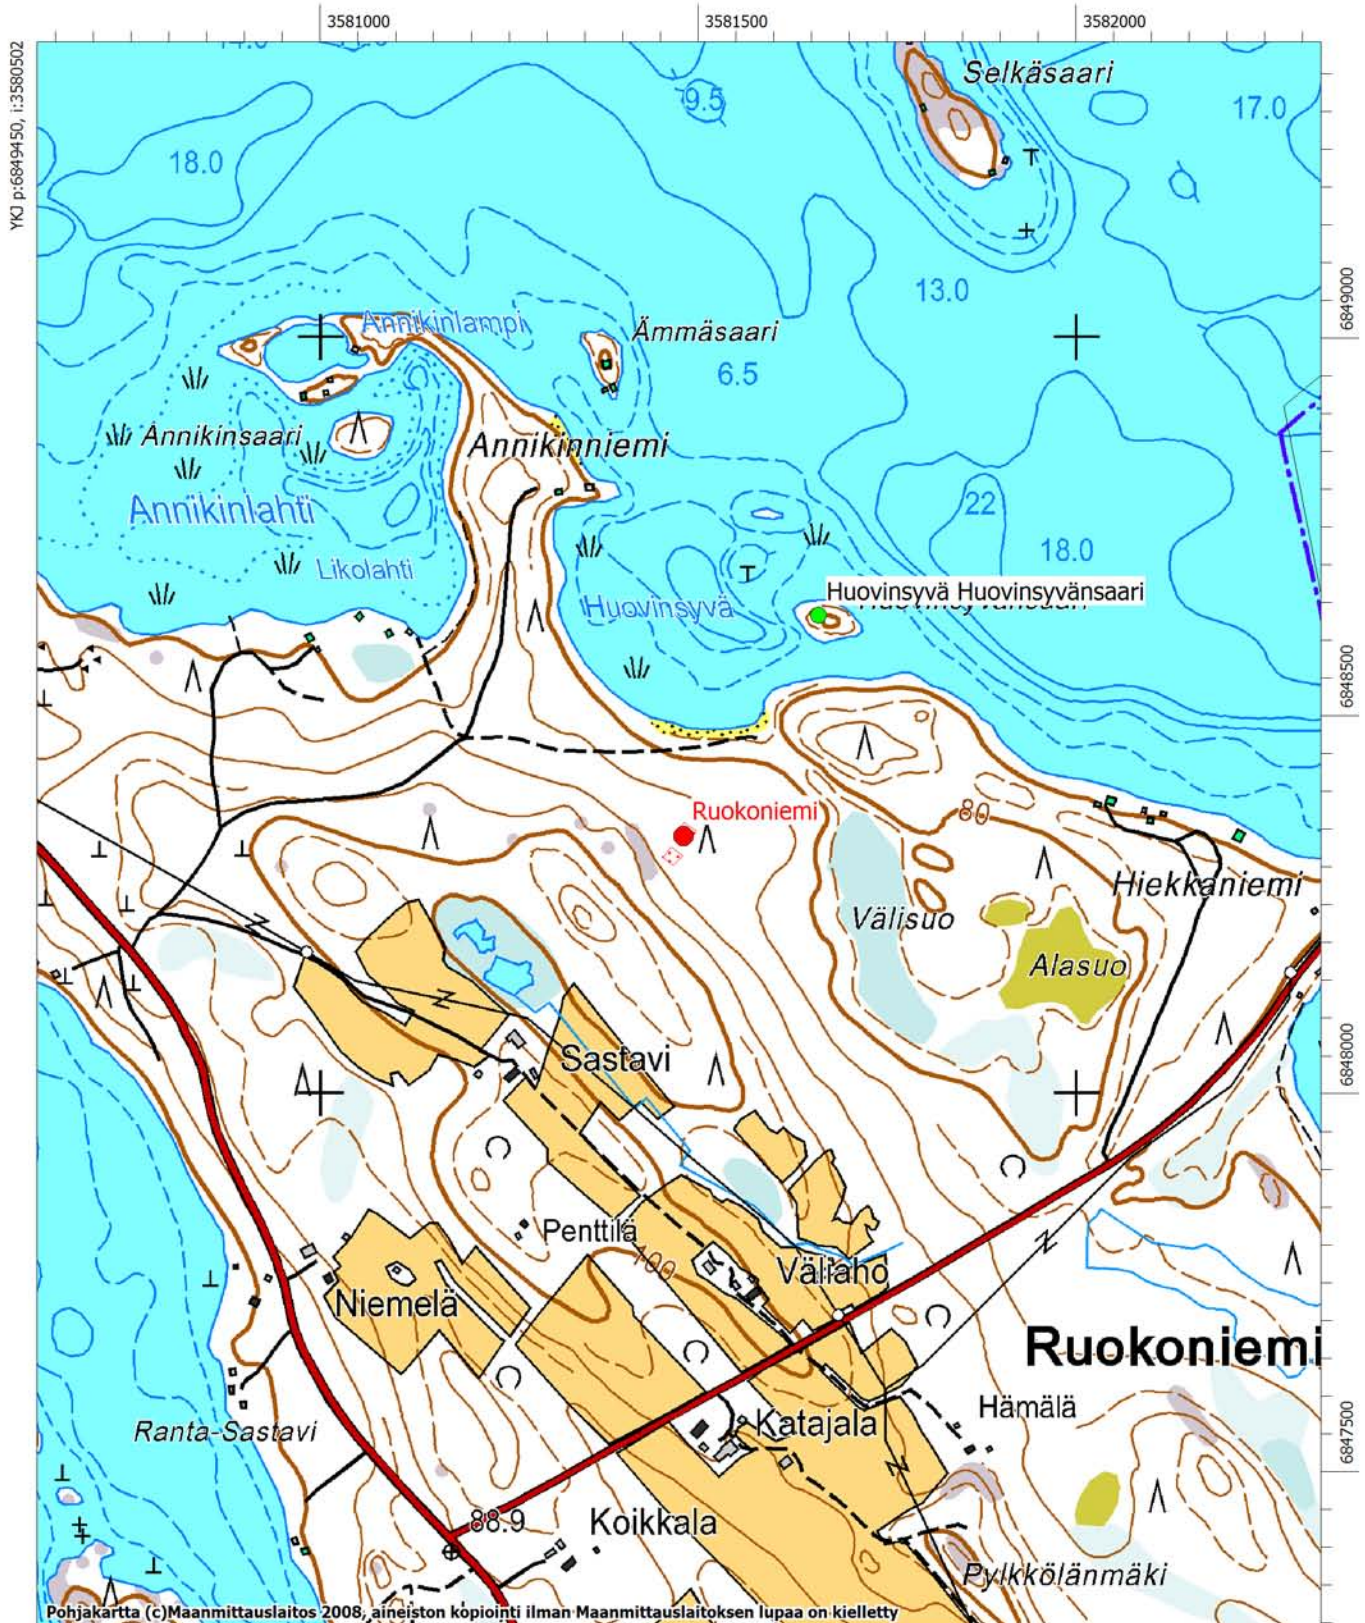 3581000
3581500
3582000
YKJ p:6849450, i:3580502
14.0
Selkäsaari
9.5
17.0
18.0
13.0
6849000
Annikinlampi
Ämmäsaari
6.5
Annikinsaari
Annikinniemi
Annikinlahti
22
18.0
Likolahti
Huovinsyvä
Huovinsyvä Huovinsyvänsaari
Huovinsyvänsaari
6848500
Ruokoniemi
80
Hiekkaniemi
Välisuo
Alasuo
Sastavi
6848000
Penttilä
100
Väliaho
Niemelä
Ruokoniemi
Hämälä
Ranta-Sastavi
Katajala
6847500
88.9
Koikkala
Pylkkölänmäki
Pohjakartta (c)Maanmittauslaitos 2008, aineiston kopiointi ilman Maanmittauslaitoksen lupaa on kielletty